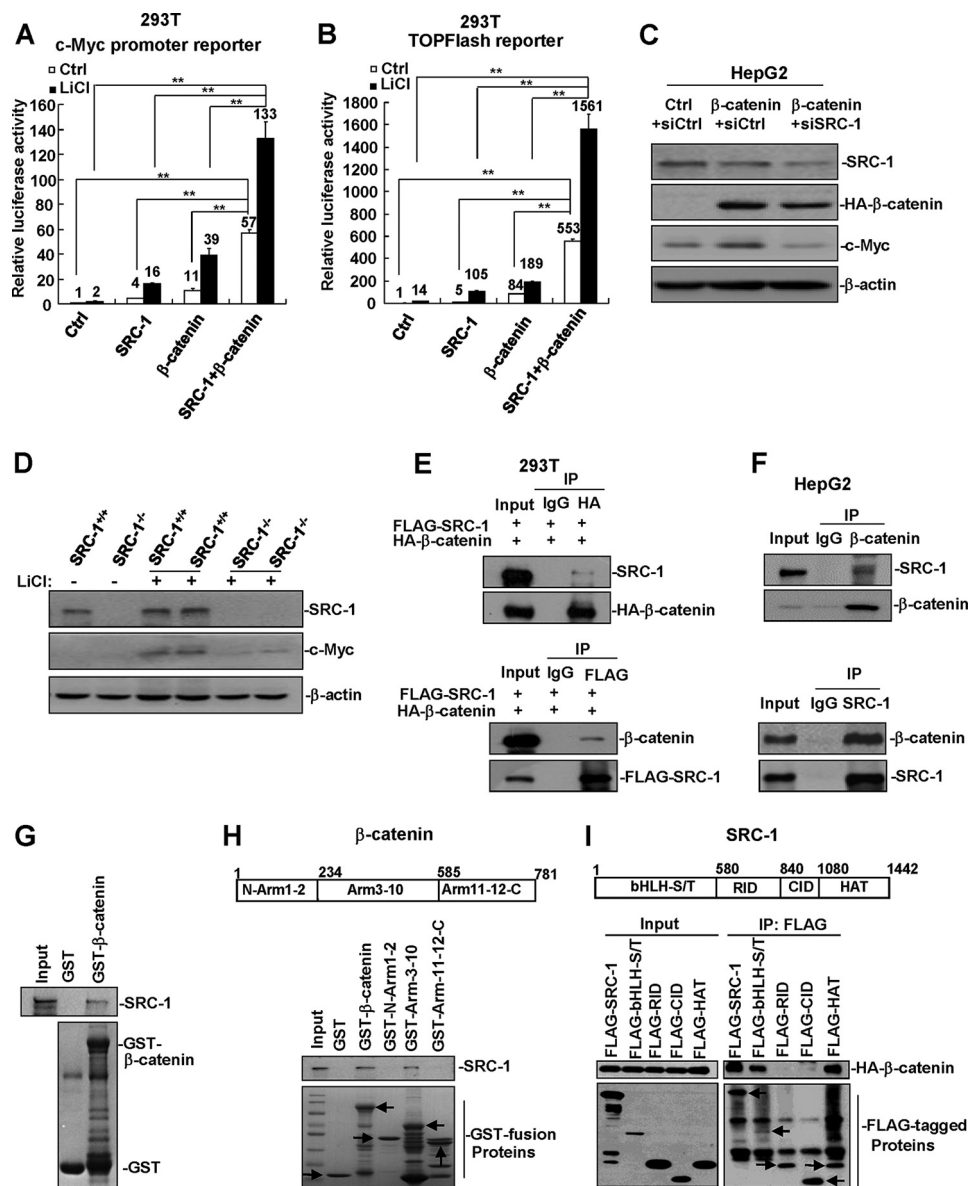 A
293T
c-Myc promoter reporter
Ctrl
LiCl
Relative luciferase activity
160
140
120
100
80
60
40
20
0
**
**
**
**
**
**
1
2
4
16
11
39
57
133
Ctrl
SRC-1
β-catenin
SRC-1+β-catenin
B
293T
TOPFlash reporter
Ctrl
LiCl
Relative luciferase activity
1800
1600
1400
1200
1000
800
600
400
200
0
**
**
**
**
**
**
1
14
5
105
84
189
553
1561
Ctrl
SRC-1
β-catenin
SRC-1+β-catenin
C
HepG2
Ctrl β-catenin β-catenin
+siCtrl +siCtrl +siSRC-1
-SRC-1
-HA-β-catenin
-c-Myc
-β-actin
D
SRC-1+/+ SRC-1-/- SRC-1+/+ SRC-1+/+ SRC-1-/- SRC-1-/-
LiCl: - - + + + +
-SRC-1
-c-Myc
-β-actin
E
293T
IP
Input IgG HA
FLAG-SRC-1 + + +
HA-β-catenin + + +
-SRC-1
-HA-β-catenin
IP
Input IgG FLAG
FLAG-SRC-1 + + +
HA-β-catenin + + +
-β-catenin
-FLAG-SRC-1
F
HepG2
IP
Input IgG β-catenin
-SRC-1
-β-catenin
IP
Input IgG SRC-1
-β-catenin
-SRC-1
G
Input
GST
GST-β-catenin
-SRC-1
-GST-
β-catenin
-GST
H
β-catenin
1 234 585 781
N-Arm1-2 Arm3-10 Arm11-12-C
Input
GST
GST-β-catenin
GST-N-Arm1-2
GST-Arm-3-10
GST-Arm-11-12-C
-SRC-1
-GST-fusion
Proteins
I
SRC-1
1 580 840 1080 1442
bHLH-S/T RID CID HAT
Input IP: FLAG
FLAG-SRC-1
FLAG-bHLH-S/T
FLAG-RID
FLAG-CID
FLAG-HAT
FLAG-SRC-1
FLAG-bHLH-S/T
FLAG-RID
FLAG-CID
FLAG-HAT
-HA-β-catenin
-FLAG-tagged
Proteins